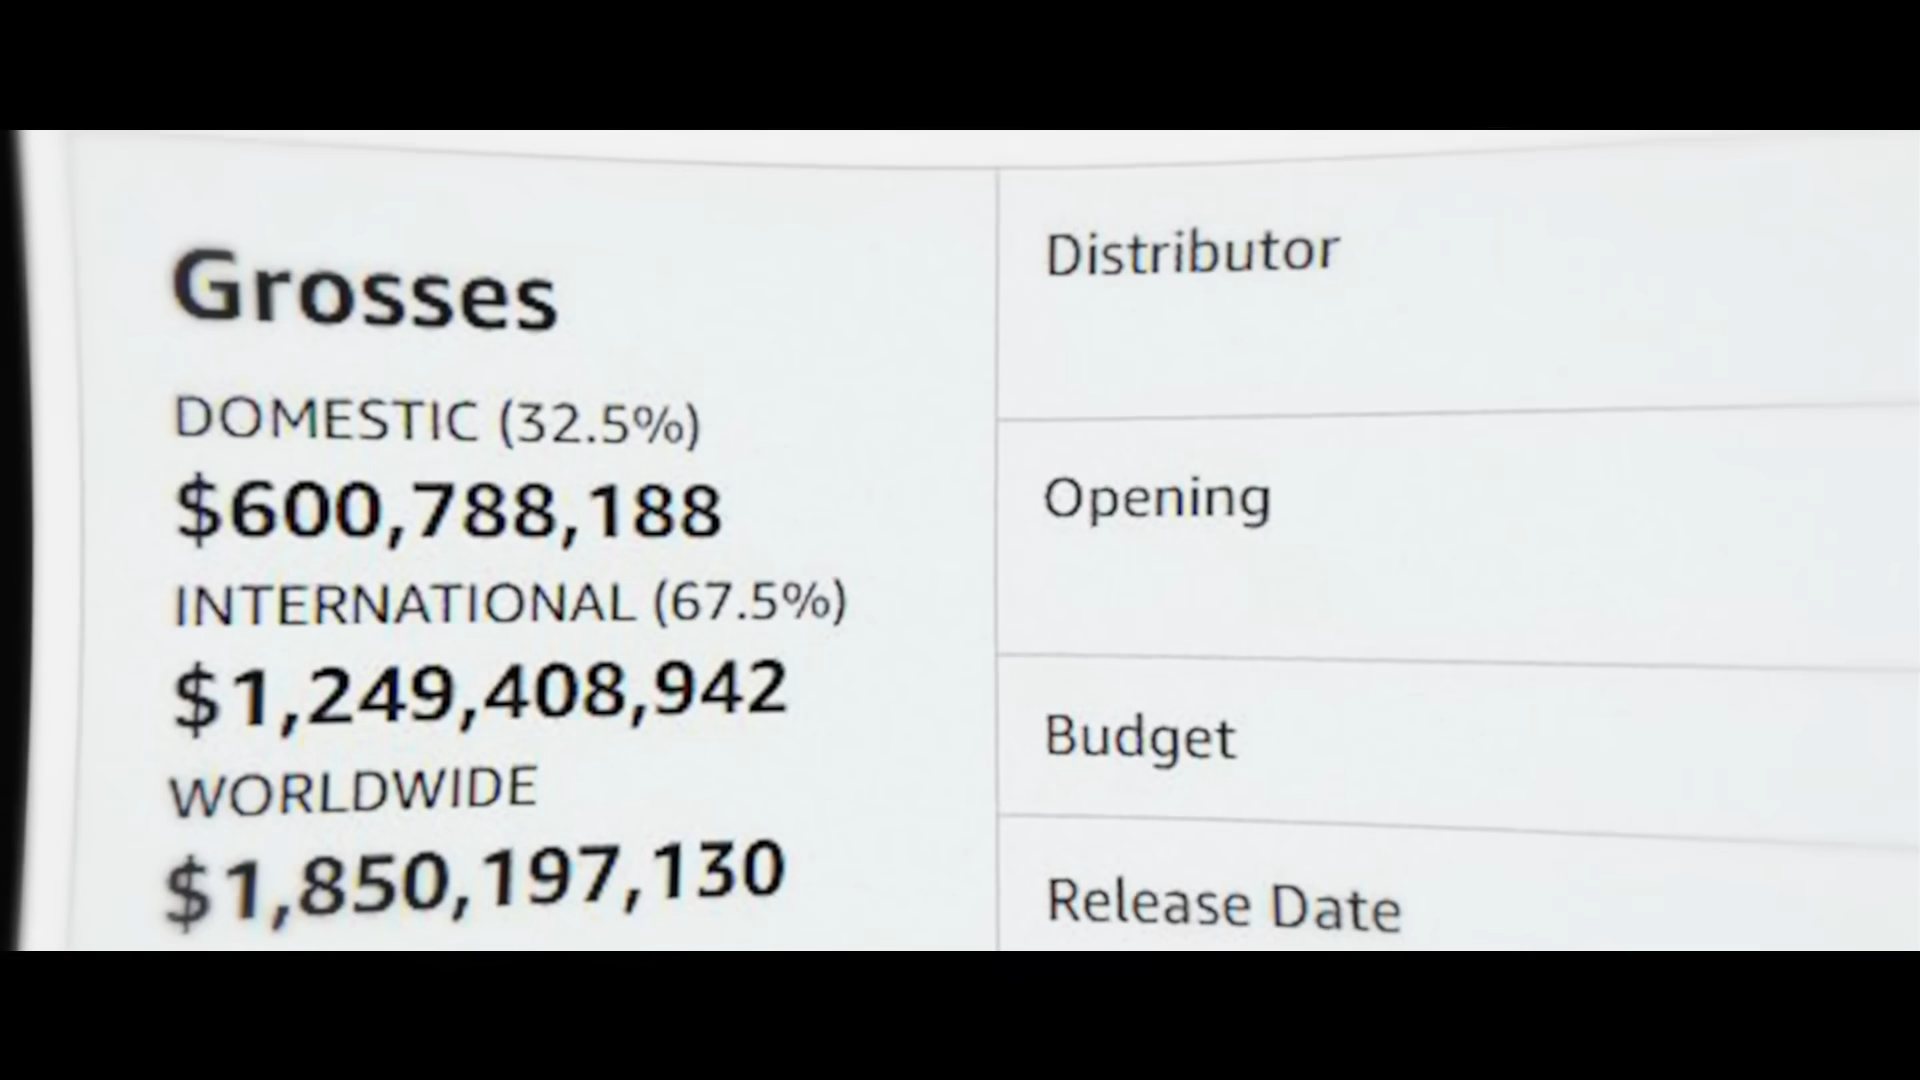 Grosses
DOMESTIC (32.5%)
$600,788,188
INTERNATIONAL (67.5%)
$1,249,408,942
WORLDWIDE
$1,850,197,130
Distributor
Opening
Budget
Release Date